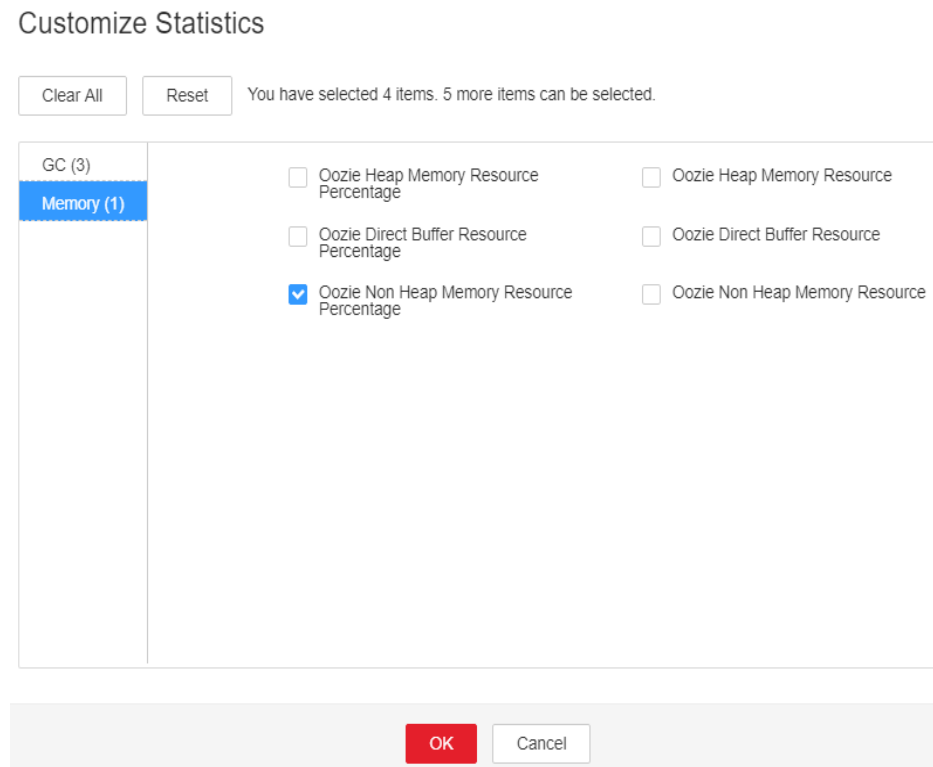 Customize Statistics
Clear All
Reset
You have selected 4 items. 5 more items can be selected.
GC (3)
Memory (1)
Oozie Heap Memory Resource
Percentage
Oozie Heap Memory Resource
Oozie Direct Buffer Resource
Percentage
Oozie Direct Buffer Resource
Oozie Non Heap Memory Resource
Percentage
Oozie Non Heap Memory Resource
OK
Cancel